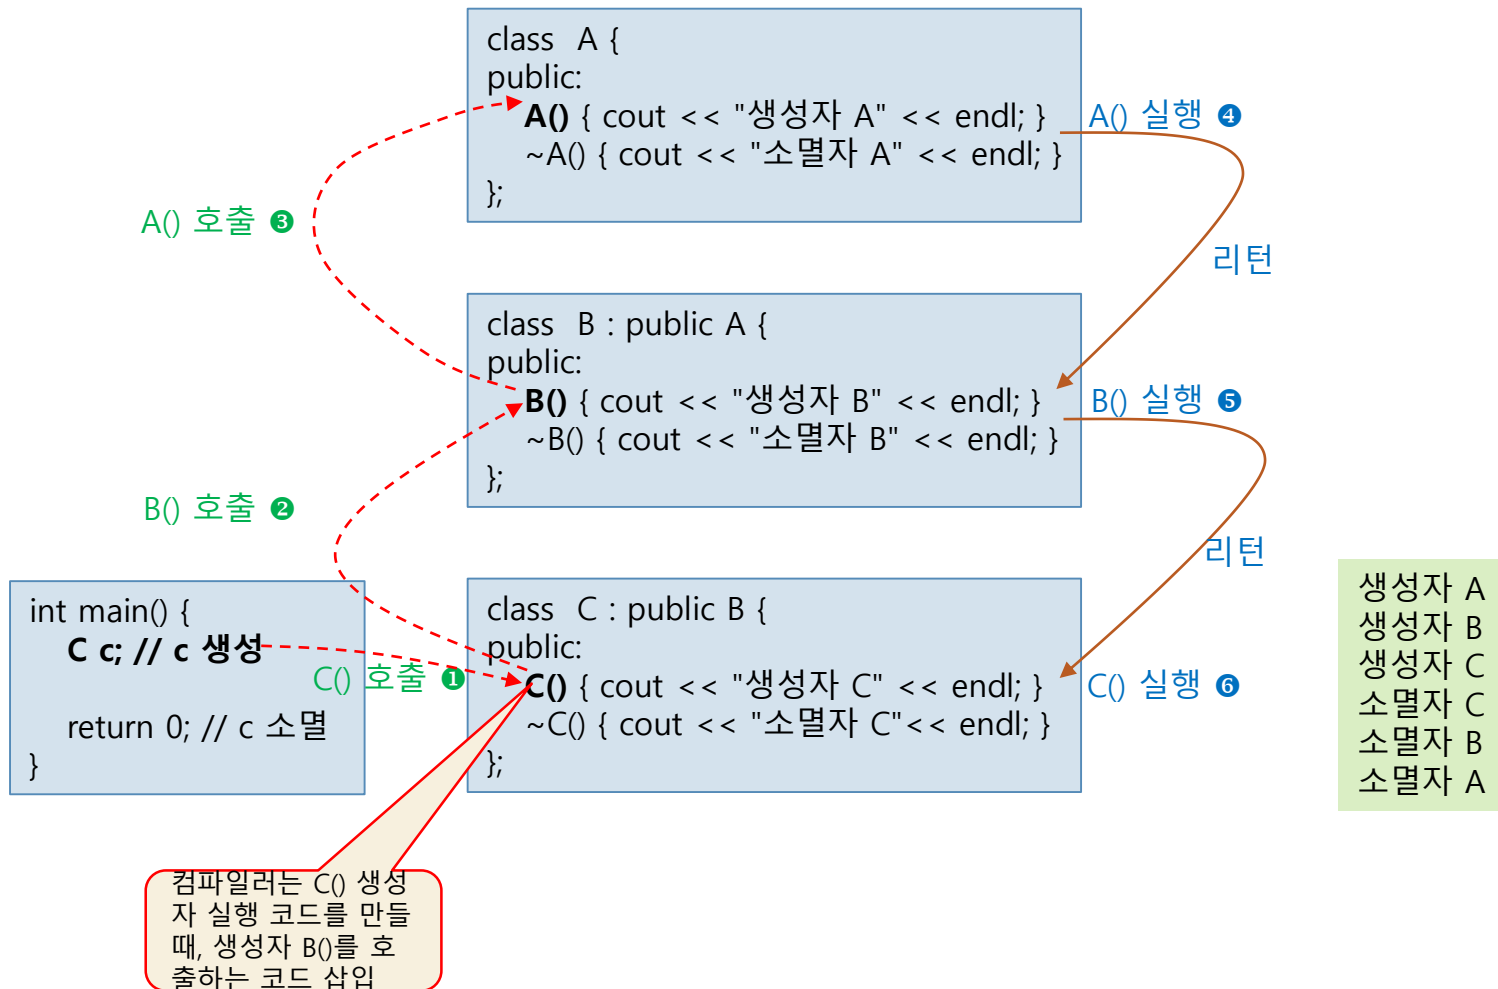 class  A {
public:
A() { cout << "생성자 A" << endl; }
~A() { cout << "소멸자 A" << endl; }
};
A() 실행 ❹
A() 호출 ❸
리턴
class  B : public A {
public:
B() { cout << "생성자 B" << endl; }
~B() { cout << "소멸자 B" << endl; }
};
B() 실행 ❺
B() 호출 ❷
리턴
int main() {
C c; // c 생성
return 0; // c 소멸
}
C() 호출 ❶
class  C : public B {
public:
C() { cout << "생성자 C" << endl; }
~C() { cout << "소멸자 C"<< endl; }
};
C() 실행 ❻
생성자 A
생성자 B
생성자 C
소멸자 C
소멸자 B
소멸자 A
컴파일러는 C() 생성
자 실행 코드를 만들
때, 생성자 B()를 호
출하는 코드 삽입